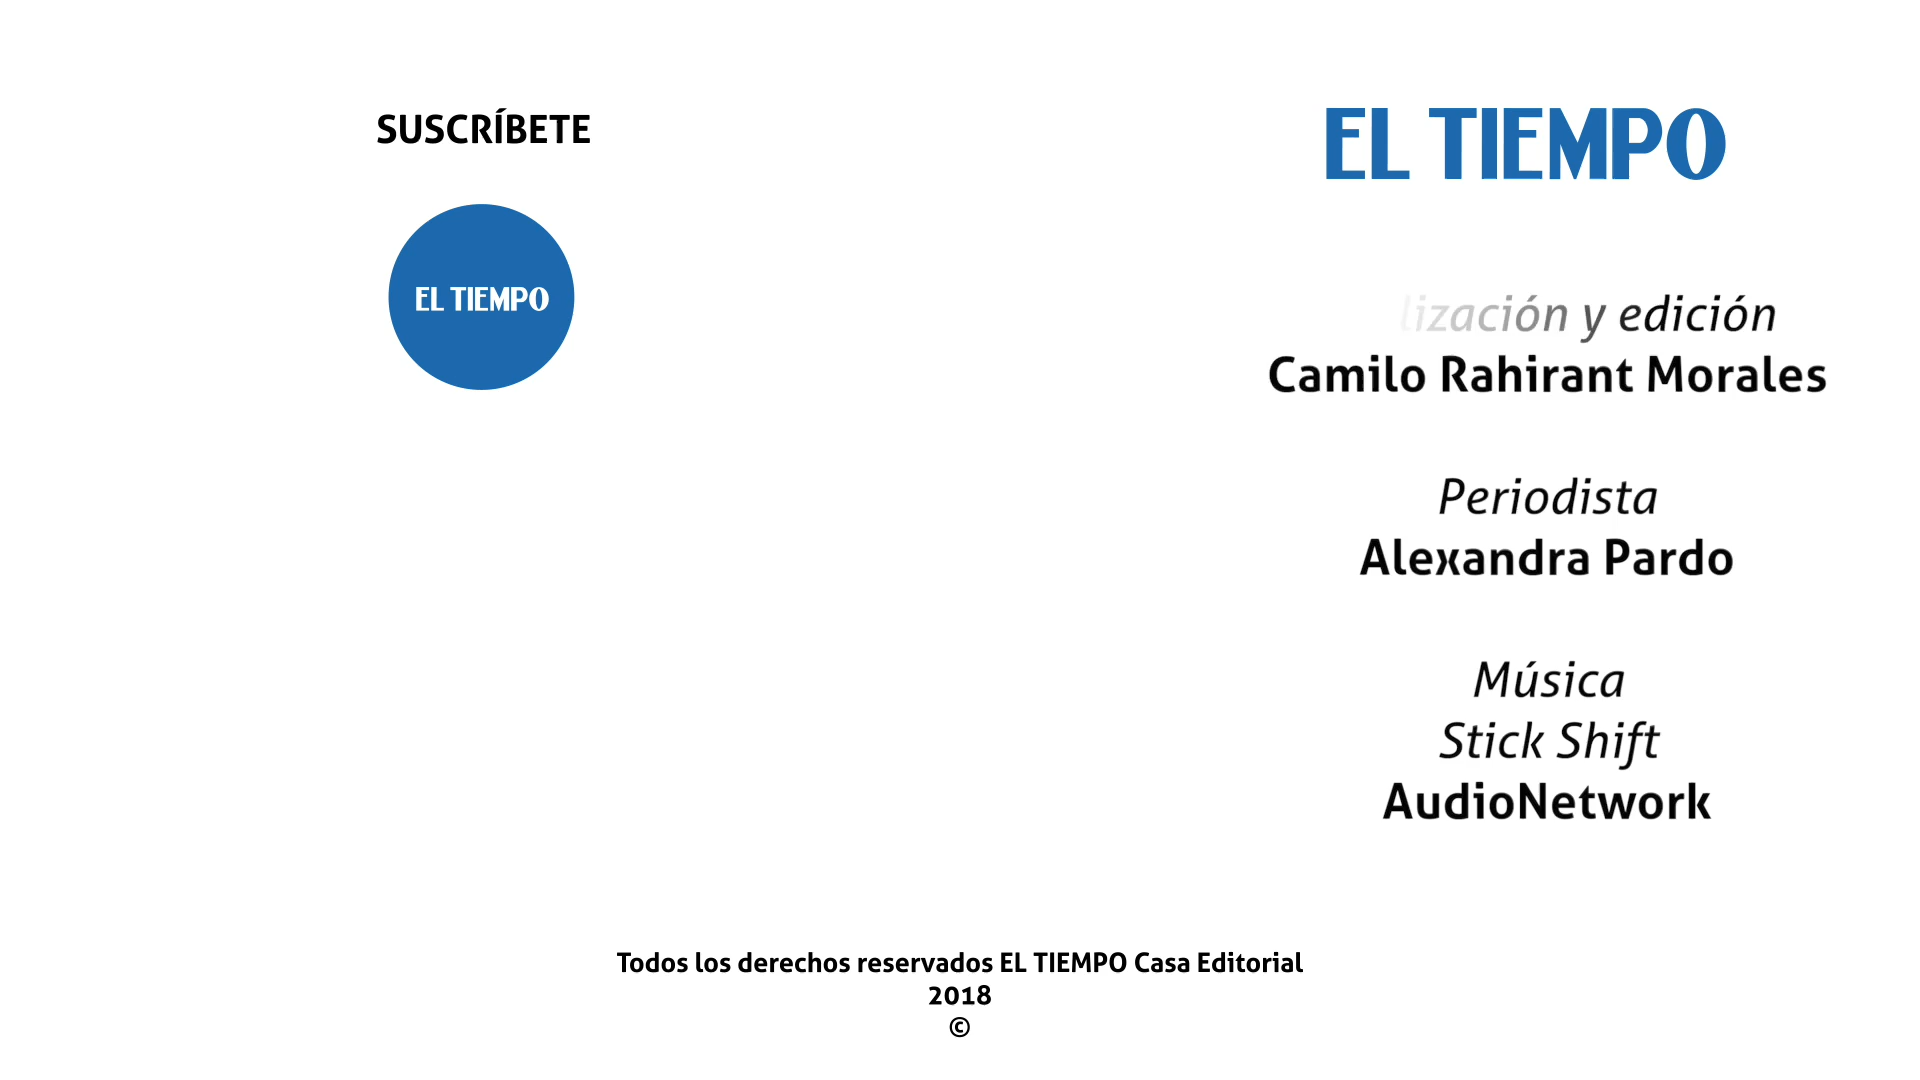 SUSCRÍBETE
EL TIEMPO
EL TIEMPO
y edición
Camilo Rahirant Morales
Periodista
Alexandra Pardo
Música
Stick Shift
AudioNetwork
Todos los derechos reservados EL TIEMPO Casa Editorial
2018
©